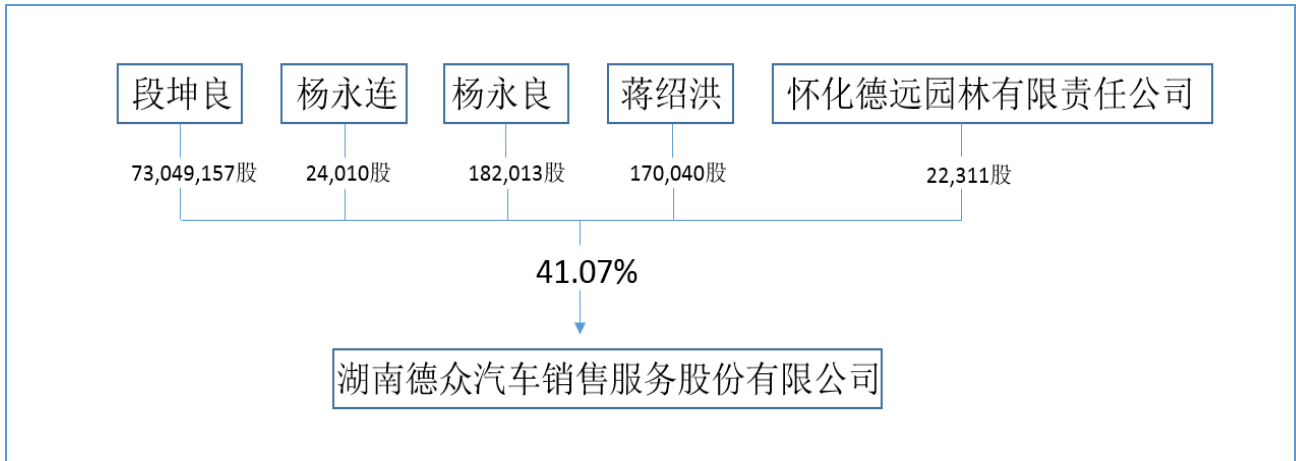 段坤良 杨永连 杨永良 蒋绍洪 怀化德远园林有限责任公司
73,049,157股 24,010股 182,013股 170,040股 22,311股
41.07%
湖南德众汽车销售服务股份有限公司